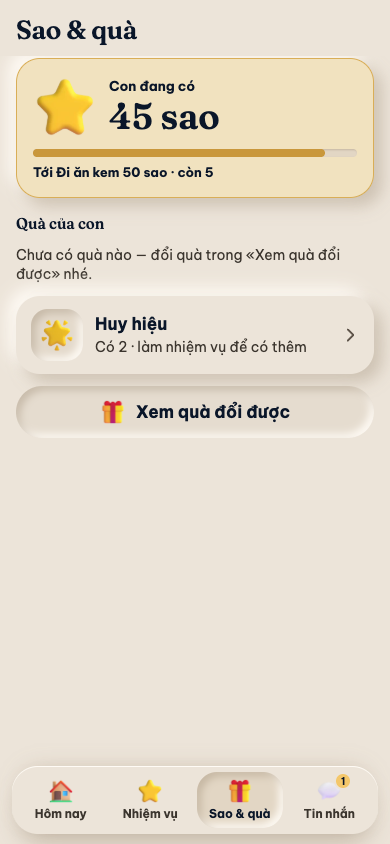 Sao & quà
Con đang có
45 sao
Tới Đi ăn kem 50 sao · còn 5
Quà của con
Chưa có quà nào — đổi quà trong «Xem quà đổi
được» nhé.
Huy hiệu
Có 2 · làm nhiệm vụ để có thêm
Xem quà đổi được
1
Hôm nay
Nhiệm vụ
Sao & quà
Tin nhắn